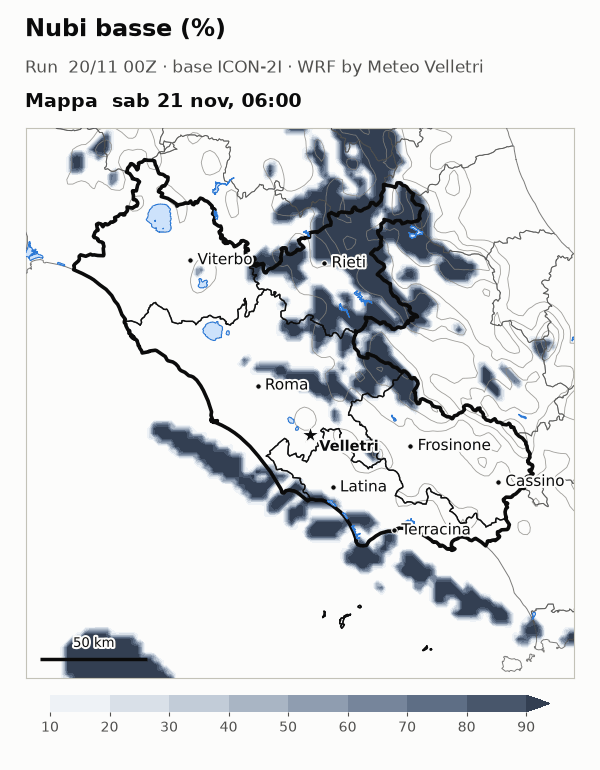 Nubi basse (%)
Run  20/11 00Z · base ICON-2I · WRF by Meteo Velletri
Mappa  sab 21 nov, 06:00
Viterbo
Rieti
Roma
Velletri
Frosinone
Cassino
Latina
Terracina
50 km
10 20 30 40 50 60 70 80 90